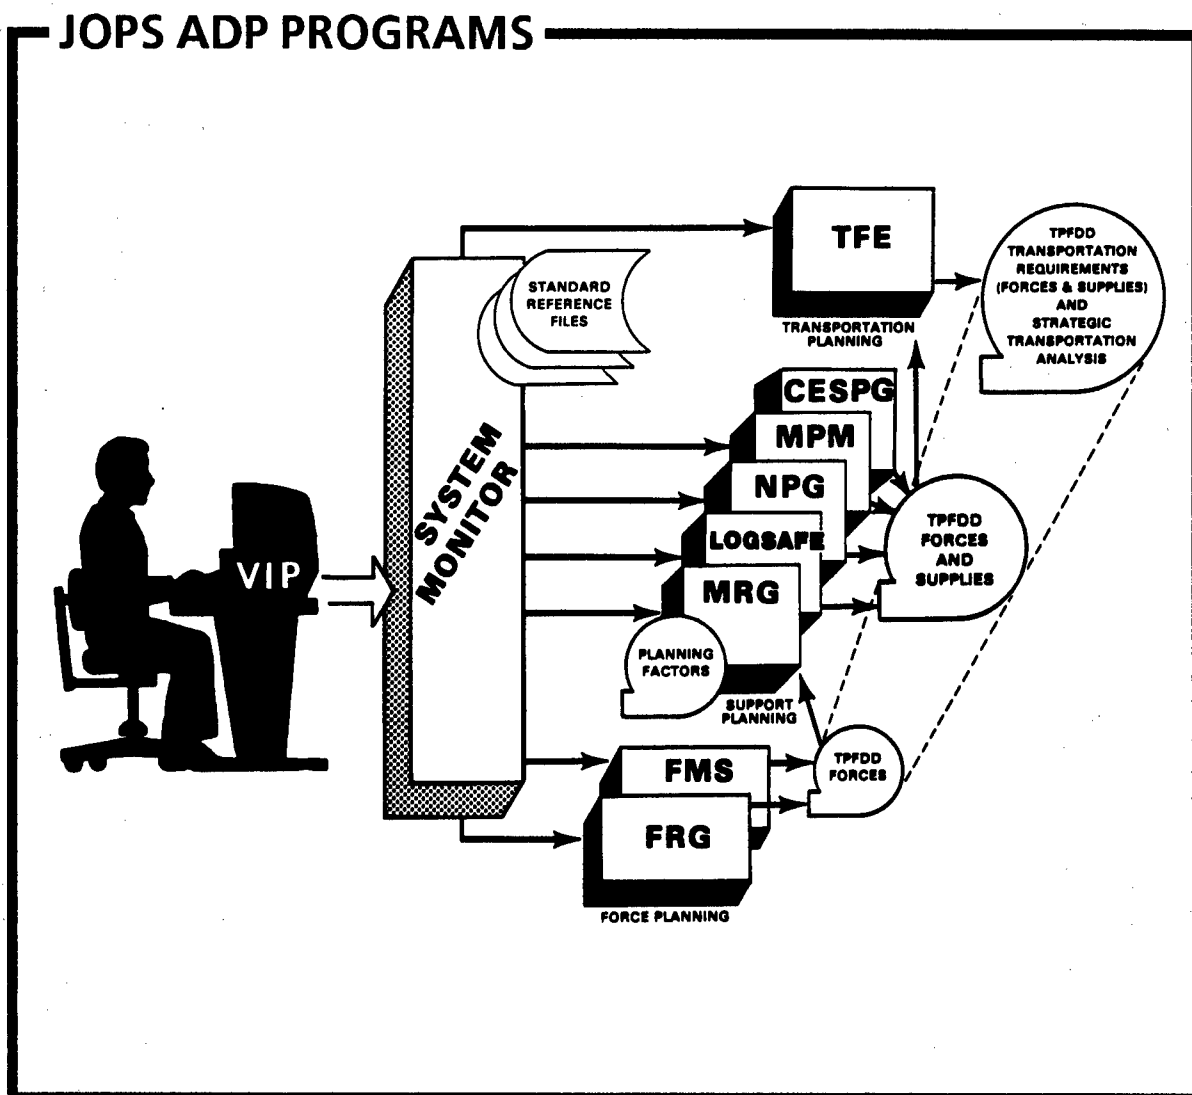 JOPS ADP PROGRAMS
TFE
TRANSPORTATION
PLANNING
TPFDD
TRANSPORTATION
REQUIREMENTS
(FORCES & SUPPLIES)
AND
STRATEGIC
TRANSPORTATION
ANALYSIS
STANDARD
REFERENCE
FILES
SYSTEM
MONITOR
VIP
CESPG
MPM
NPG
LOGSAFE
MRG
PLANNING
FACTORS
SUPPORT
PLANNING
TPFDD
FORCES
AND
SUPPLIES
FMS
FRG
FORCE PLANNING
TPFDD
FORCES